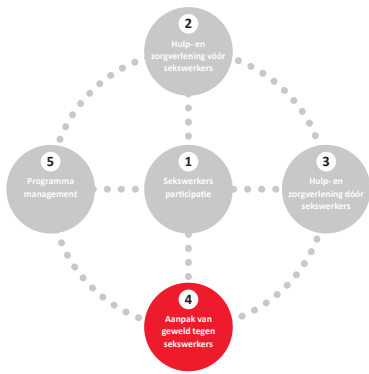 2
Hulp- en
zorgverlening vóór
sekswerkers
5
Programma
management
1
Sekswerkers
participatie
3
Hulp- en
zorgverlening dóór
sekswerkers
4
Aanpak van
geweld tegen
sekswerkers